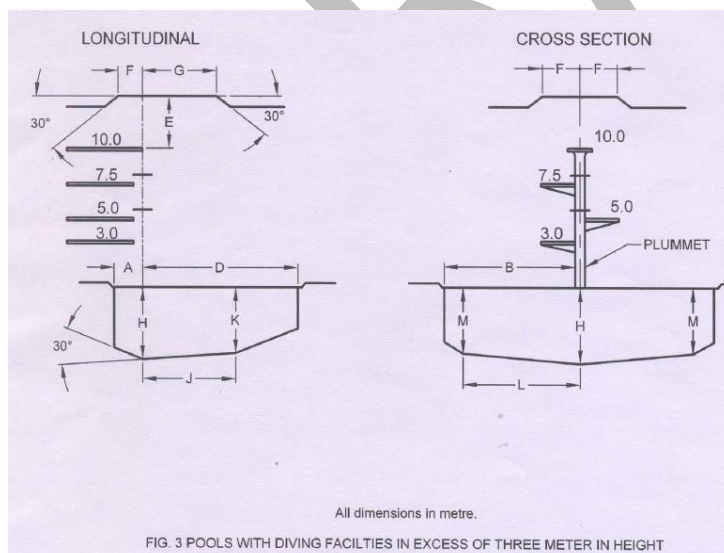 LONGITUDINAL
F
G
30°
30°
E
10.0
7.5
5.0
3.0
A
D
H
K
30°
J
CROSS SECTION
F
F
10.0
7.5
5.0
3.0
PLUMMET
B
M
H
M
L
All dimensions in metre.
FIG. 3 POOLS WITH DIVING FACILTIES IN EXCESS OF THREE METER IN HEIGHT